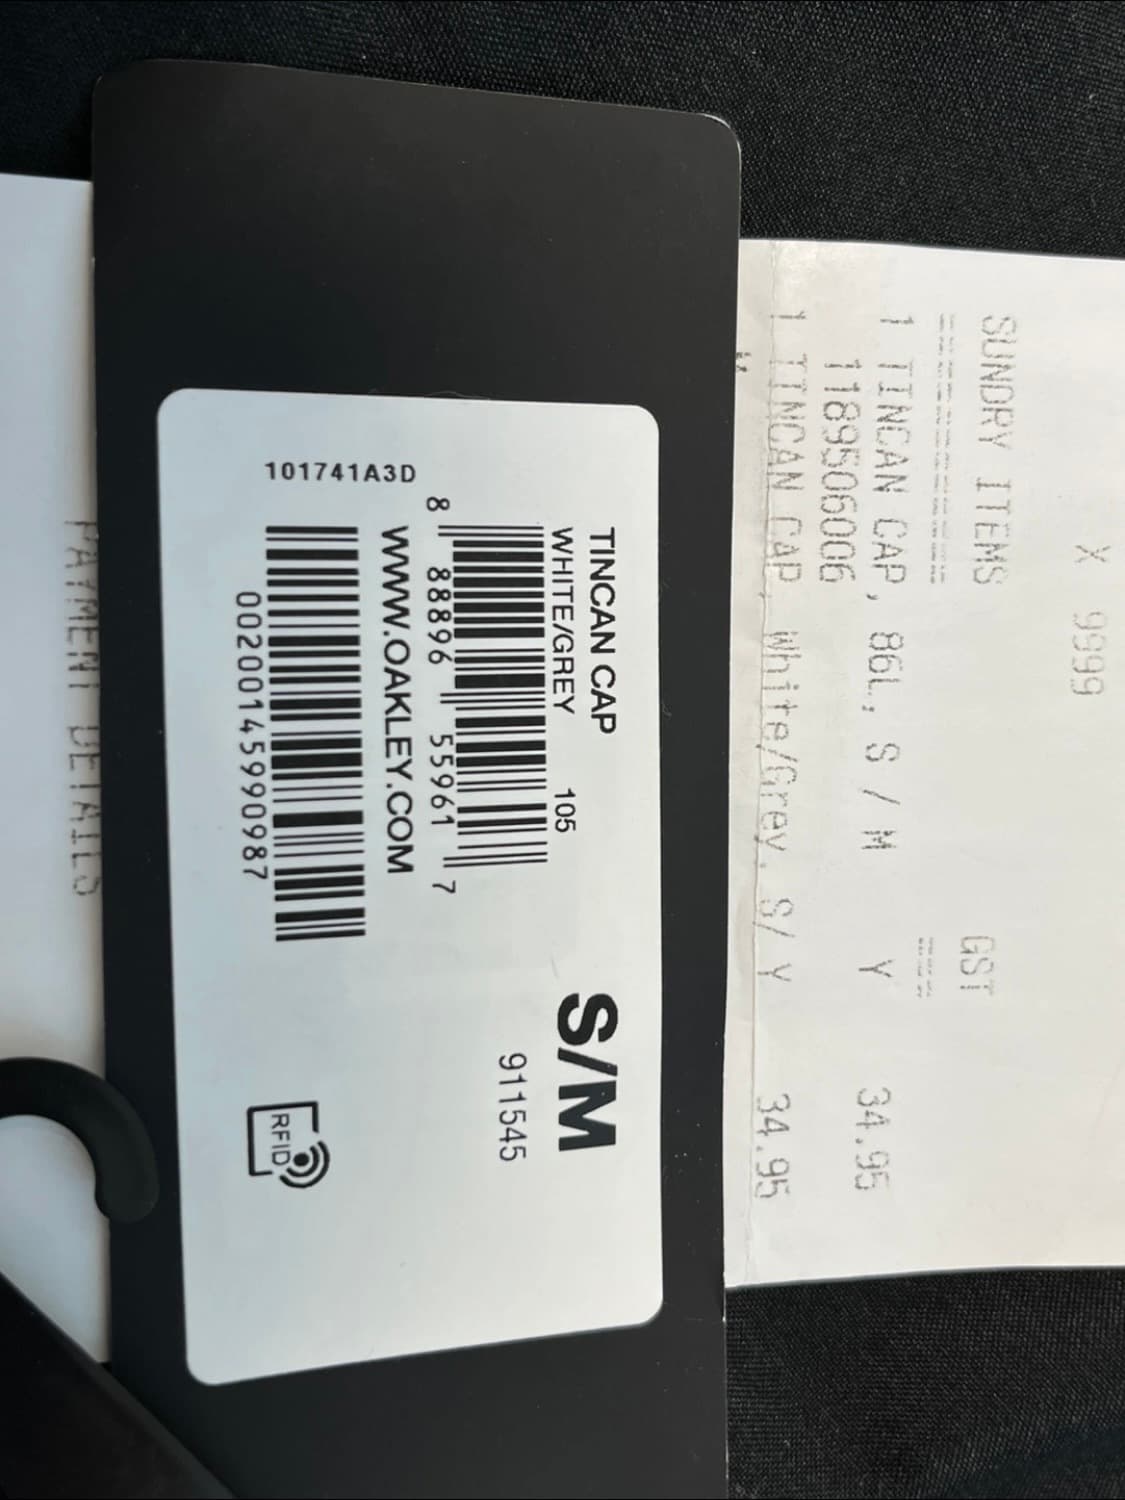 X 9999
SUNDRY ITEMS GST
1 TINCAN CAP, 86L, S / M Y 34.95
1189506006
1 TINCAN CAP, White/Grey, S/ Y 34.95
TINCAN CAP
WHITE/GREY 105
S/M
911545
8 88896 55961 7
WWW.OAKLEY.COM
101741A3D
00200145990987
RFID
PAYMENT DETAILS